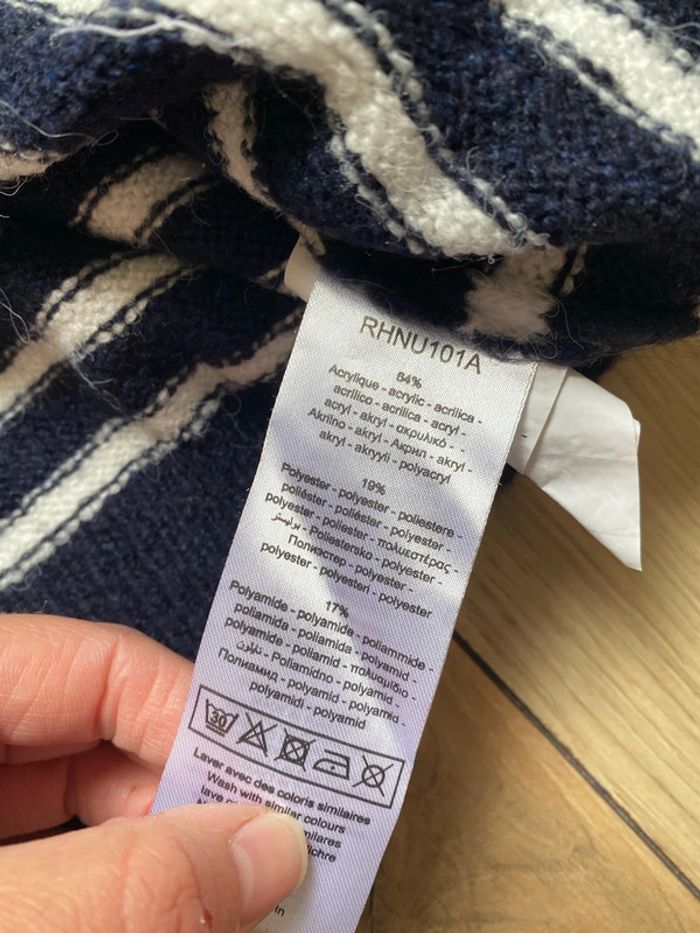 RHNU101A
64%
Acrylique - acrylic - acrilica -
acrílico - acrílica - acryl -
acryl - akryl - ακρυλικό - -
Akrilno - akryl - Акрил - akryl -
akryl - akryyli - polyacryl
19%
Polyester - polyester - poliestere -
poliéster - poliéster - polyester -
polyester - poliester - πολυεστέρας -
بوليستر - Poliestersko - polyester -
Полиэстер - polyester -
polyester - polyesteri - polyester
17%
Polyamide - polyamide - poliammide -
poliamida - poliamida - polyamid -
polyamide - poliamid - πολυαμίδιο -
نايلون - Poliamidno - polyamid -
Полиамид - polyamid - polyamid -
polyamidi - polyamid
30
Laver avec des coloris similaires
Wash with similar colours